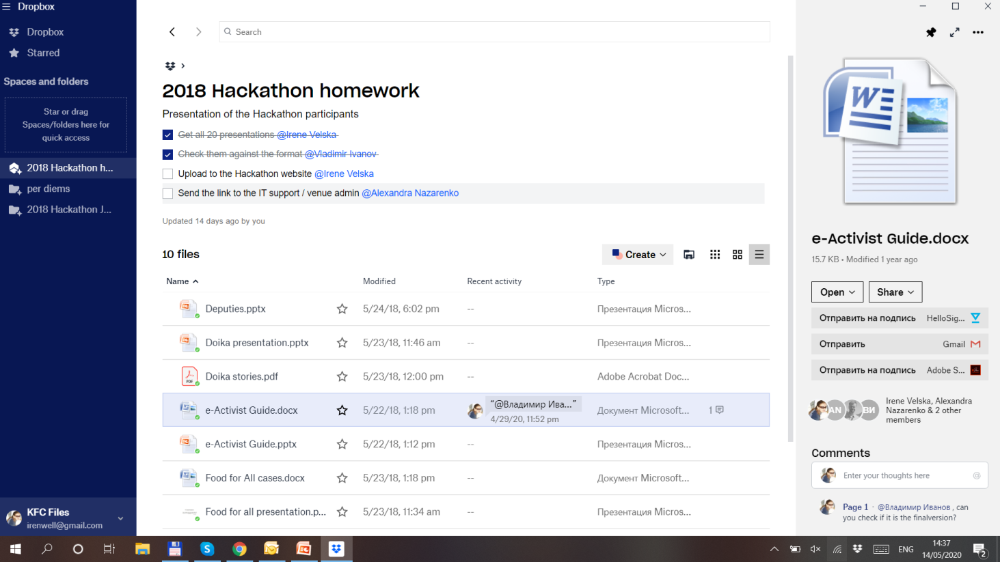 Dropbox
Dropbox
Starred
Spaces and folders
Star or drag
Spaces/folders here for
quick access
2018 Hackathon h...
per diems
2018 Hackathon J...
KFC Files
irenwell@gmail.com
Search
2018 Hackathon homework
Presentation of the Hackathon participants
Get all 20 presentations @Irene Velska
Check them against the format @Vladimir Ivanov
Upload to the Hackathon website @Irene Velska
Send the link to the IT support / venue admin @Alexandra Nazarenko
Updated 14 days ago by you
10 files
Create
Name Modified Recent activity Type
Deputies.pptx 5/24/18, 6:02 pm -- Презентация Micros...
Doika presentation.pptx 5/23/18, 11:46 am -- Презентация Micros...
PDF Doika stories.pdf 5/23/18, 12:00 pm -- Adobe Acrobat Doc...
e-Activist Guide.docx 5/22/18, 1:18 pm “@Владимир Ива...” Документ Microsoft... 1
4/29/20, 11:52 pm
e-Activist Guide.pptx 5/22/18, 1:12 pm -- Презентация Micros...
Food for All cases.docx 5/23/18, 1:18 pm -- Документ Microsoft...
Food for all presentation.p... 5/23/18, 11:34 am -- Презентация Micros...
W
e-Activist Guide.docx
15.7 KB • Modified 1 year ago
Open Share
Отправить на подпись HelloSig...
Отправить Gmail
Отправить на подпись Adobe S...
AN ВИ
Irene Velska, Alexandra
Nazarenko & 2 other
members
Comments
Enter your thoughts here @
Page 1 · @Владимир Иванов , can
you check if it is the finalversion?
ENG
14:37
14/05/2020
2